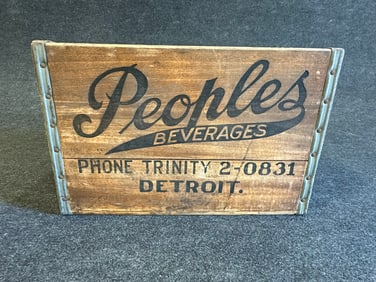 Peoples
BEVERAGES
PHONE TRINITY 2-0831
DETROIT.